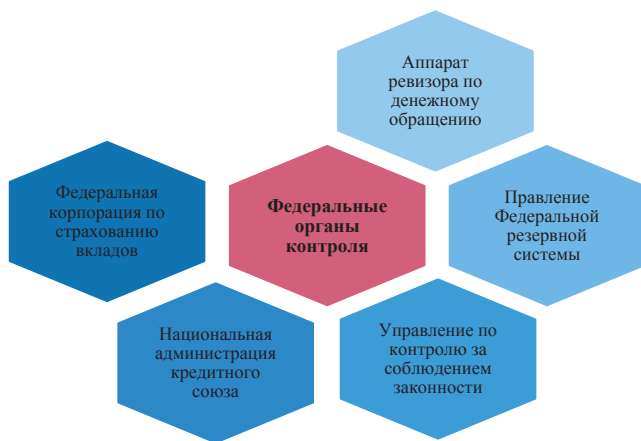 Аппарат
ревизора по
денежному
обращению
Федеральная
корпорация по
страхованию
вкладов
Федеральные
органы
контроля
Правление
Федеральной
резервной
системы
Национальная
администрация
кредитного
союза
Управление по
контролю за
соблюдением
законности